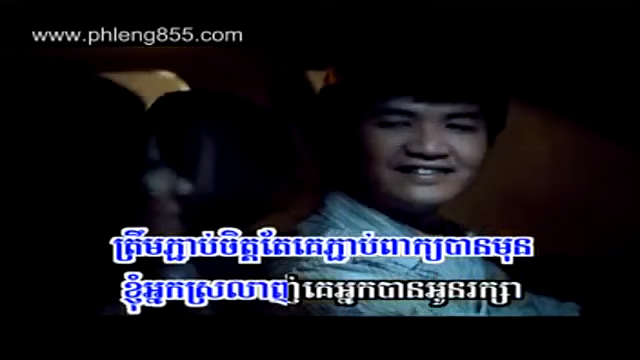 www.phleng855.com
ត្រឹមភ្ជាប់ចិត្តតែគេភ្ជាប់ពាក្យបានមុន
ខ្ញុំអ្នកស្រលាញ់គេអ្នកបានអូនរក្សា